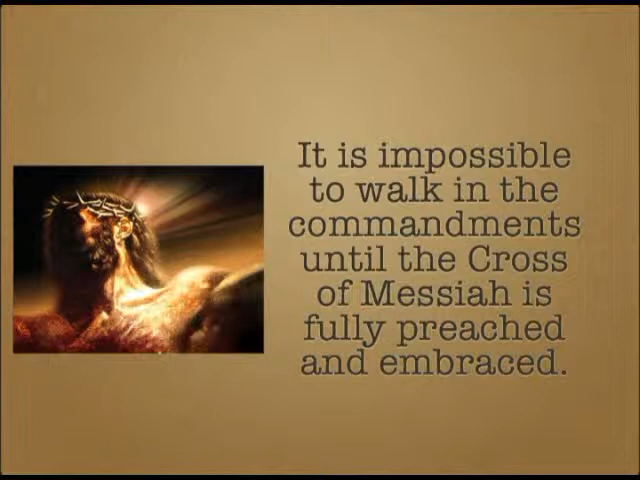 It is impossible
to walk in the
commandments
until the Cross
of Messiah is
fully preached
and embraced.